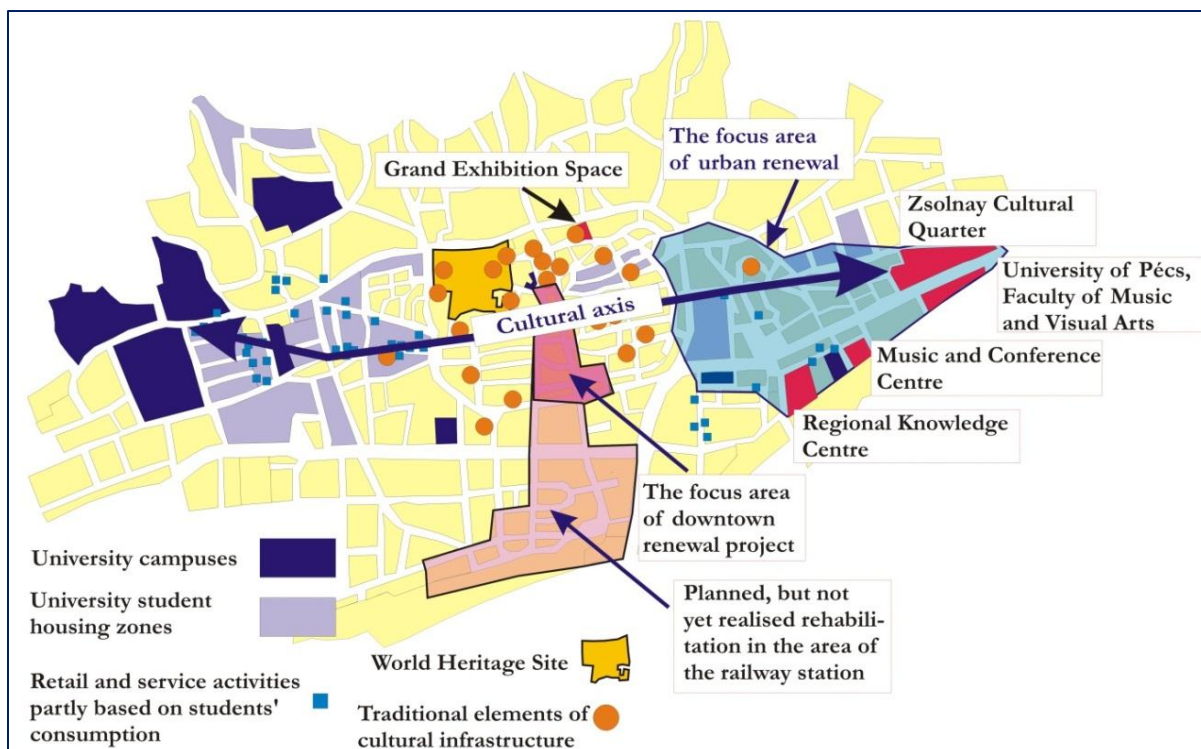 The focus area
of urban renewal
Grand Exhibition Space
Zsolnay Cultural
Quarter
University of Pécs,
Faculty of Music
and Visual Arts
Cultural axis
Music and Conference
Centre
Regional Knowledge
Centre
The focus area
of downtown
renewal project
Planned, but not
yet realised rehabili-
tation in the area of
the railway station
University campuses
University student
housing zones
Retail and service activities
partly based on students'
consumption
World Heritage Site
Traditional elements of
cultural infrastructure